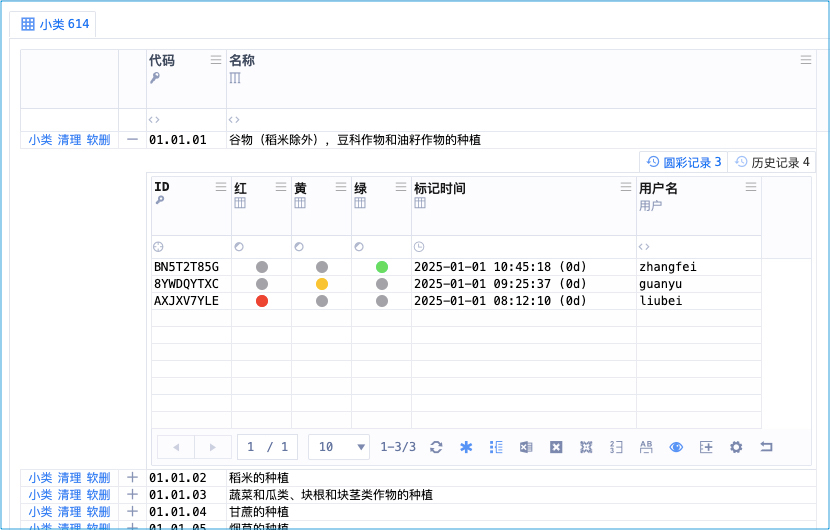 小类 614
代码 名称
小类 清理 软删 01.01.01 谷物（稻米除外），豆科作物和油籽作物的种植
圆彩记录 3 历史记录 4
ID 红 黄 绿 标记时间 用户名
用户
BN5T2T85G 2025-01-01 10:45:18 (0d) zhangfei
8YWDQYTXC 2025-01-01 09:25:37 (0d) guanyu
AXJXV7YLE 2025-01-01 08:12:10 (0d) liubei
1 / 1 10 1-3/3
小类 清理 软删 01.01.02 稻米的种植
小类 清理 软删 01.01.03 蔬菜和瓜类、块根和块茎类作物的种植
小类 清理 软删 01.01.04 甘蔗的种植
小类 清理 软删 01.01.05 烟草的种植